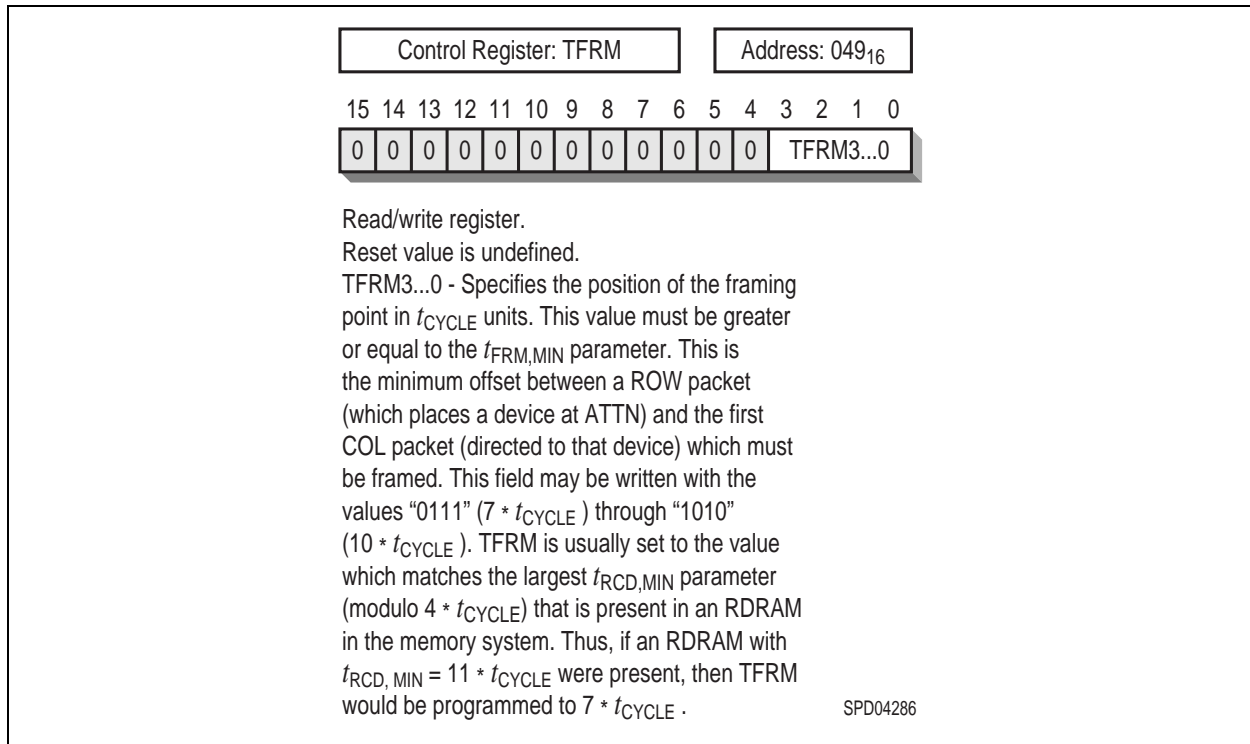 Control Register: TFRM Address: 049₁₆
15 14 13 12 11 10 9 8 7 6 5 4 3 2 1 0
0 0 0 0 0 0 0 0 0 0 0 0 TFRM3...0
Read/write register.
Reset value is undefined.
TFRM3...0 - Specifies the position of the framing
point in tCYCLE units. This value must be greater
or equal to the tFRM,MIN parameter. This is
the minimum offset between a ROW packet
(which places a device at ATTN) and the first
COL packet (directed to that device) which must
be framed. This field may be written with the
values “0111” (7 * tCYCLE ) through “1010”
(10 * tCYCLE ). TFRM is usually set to the value
which matches the largest tRCD,MIN parameter
(modulo 4 * tCYCLE) that is present in an RDRAM
in the memory system. Thus, if an RDRAM with
tRCD, MIN = 11 * tCYCLE were present, then TFRM
would be programmed to 7 * tCYCLE . SPD04286